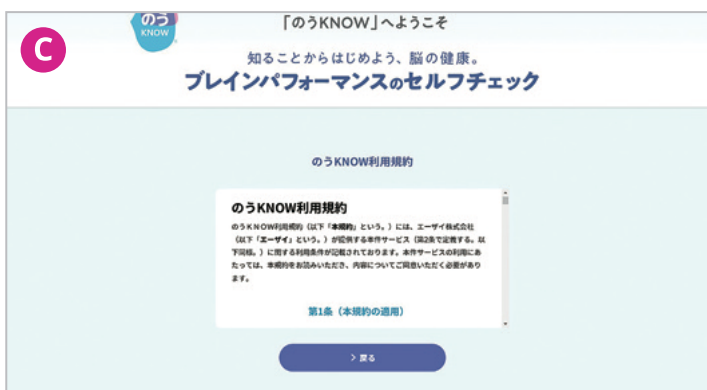 のう
KNOW
「のうKNOW」へようこそ
C
知ることからはじめよう、脳の健康。
ブレインパフォーマンスのセルフチェック
のうKNOW利用規約
のうKNOW利用規約
のうKNOW利用規約（以下「本規約」という。）には、エーザイ株式会社
（以下「エーザイ」という。）が提供する本件サービス（第2条で定義する。以
下同様。）に関する利用条件が記載されております。本件サービスの利用にあ
たっては、本規約をお読みいただき、内容についてご同意いただく必要があり
ます。
第1条（本規約の適用）
> 戻る